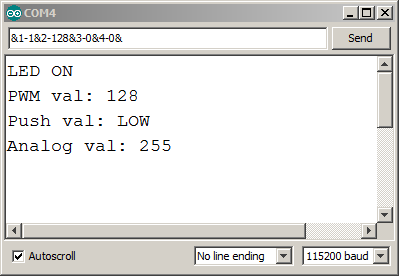 COM4
&1-1&2-128&3-0&4-0&
Send
LED ON
PWM val: 128
Push val: LOW
Analog val: 255
Autoscroll
No line ending
115200 baud